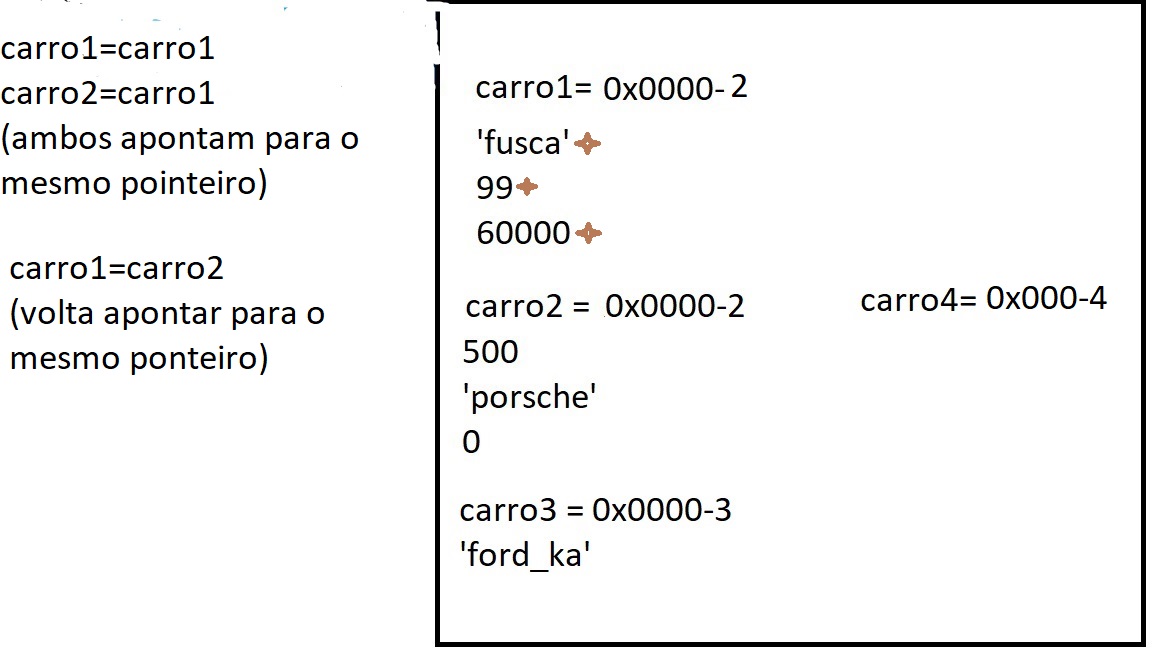 carro1=carro1
carro2=carro1
(ambos apontam para o
mesmo pointeiro)
carro1=carro2
(volta apontar para o
mesmo ponteiro)
carro1= 0x0000-2
'fusca'
99
60000
carro2 = 0x0000-2
500
'porsche'
0
carro3 = 0x0000-3
'ford_ka'
carro4= 0x000-4